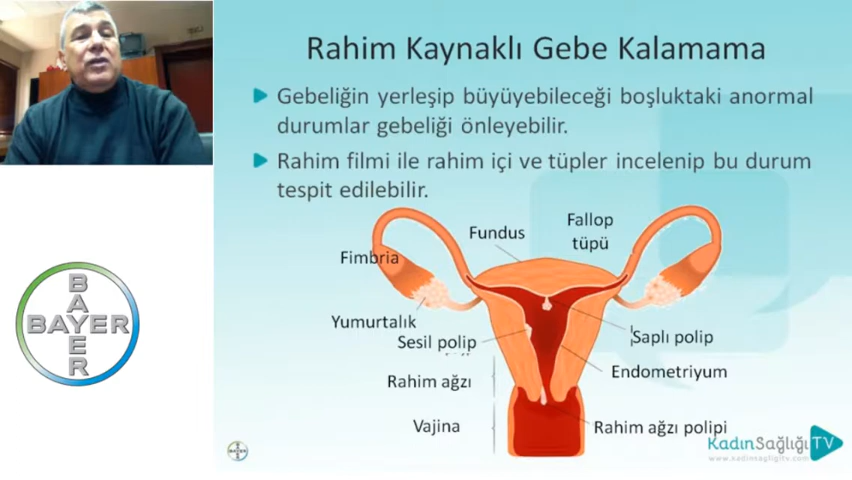 Rahim Kaynaklı Gebe Kalamama
Gebeliğin yerleşip büyüyebileceği boşluktaki anormal
durumlar gebeliği önleyebilir.
Rahim filmi ile rahim içi ve tüpler incelenip bu durum
tespit edilebilir.
Fallop
tüpü
Fundus
Fimbria
Yumurtalık
Sesil polip
Saplı polip
Rahim ağzı
Endometriyum
Vajina
Rahim ağzı polipi
BAYER
BAYER
KadınSağlığıTV
www.kadinsagligitv.com